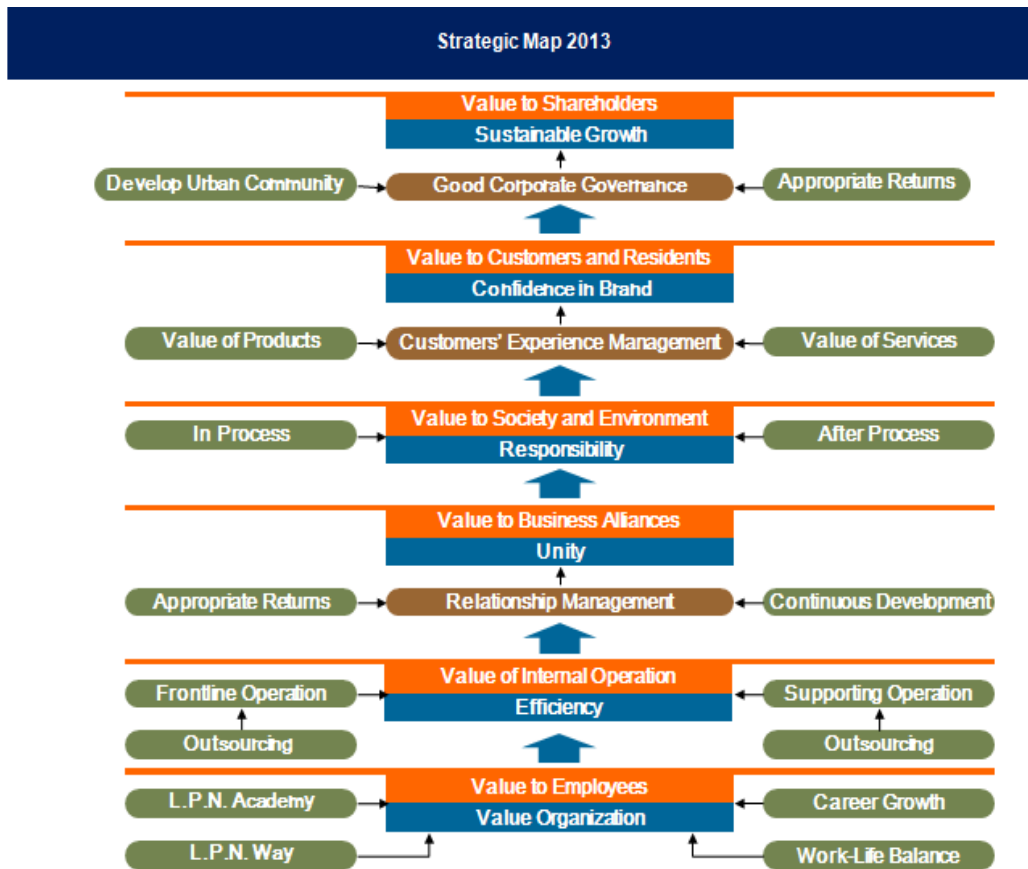 Strategic Map 2013
Value to Shareholders
Sustainable Growth
Develop Urban Community
Good Corporate Governance
Appropriate Returns
Value to Customers and Residents
Confidence in Brand
Value of Products
Customers' Experience Management
Value of Services
Value to Society and Environment
In Process
Responsibility
After Process
Value to Business Alliances
Unity
Appropriate Returns
Relationship Management
Continuous Development
Value of Internal Operation
Frontline Operation
Efficiency
Supporting Operation
Outsourcing
Outsourcing
Value to Employees
L.P.N. Academy
Career Growth
Value Organization
L.P.N. Way
Work-Life Balance